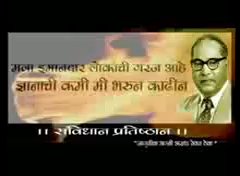 मला इमानदार लोकांची गरज आहे
ज्ञानाची कमी मी भरुन काढीन
।। संविधान प्रतिष्ठान ।।